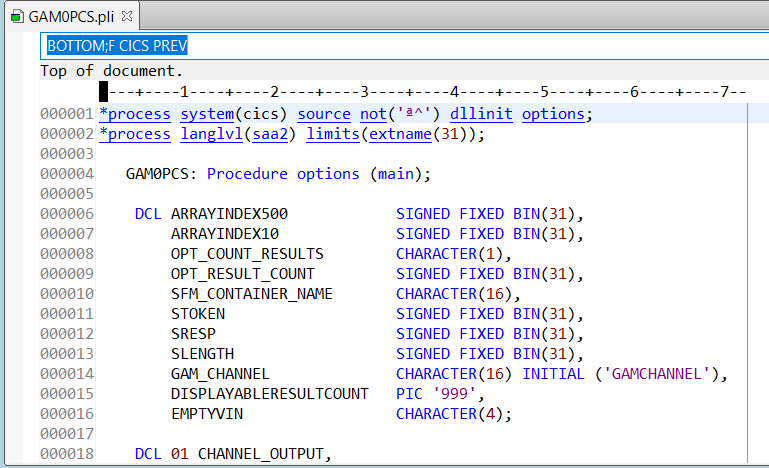 GAM0PCS.pli
BOTTOM;F CICS PREV
Top of document.
----+----1----+----2----+----3----+----4----+----5----+----6----+----7--
000001 *process system(cics) source not('ª^') dllinit options;
000002 *process langlvl(saa2) limits(extname(31));
000003
000004    GAM0PCS: Procedure options (main);
000005
000006     DCL ARRAYINDEX500            SIGNED FIXED BIN(31),
000007         ARRAYINDEX10             SIGNED FIXED BIN(31),
000008         OPT_COUNT_RESULTS        CHARACTER(1),
000009         OPT_RESULT_COUNT         SIGNED FIXED BIN(31),
000010         SFM_CONTAINER_NAME       CHARACTER(16),
000011         STOKEN                   SIGNED FIXED BIN(31),
000012         SRESP                    SIGNED FIXED BIN(31),
000013         SLENGTH                  SIGNED FIXED BIN(31),
000014         GAM_CHANNEL              CHARACTER(16) INITIAL ('GAMCHANNEL'),
000015         DISPLAYABLERESULTCOUNT   PIC '999',
000016         EMPTYVIN                 CHARACTER(4);
000017
000018     DCL 01 CHANNEL_OUTPUT,